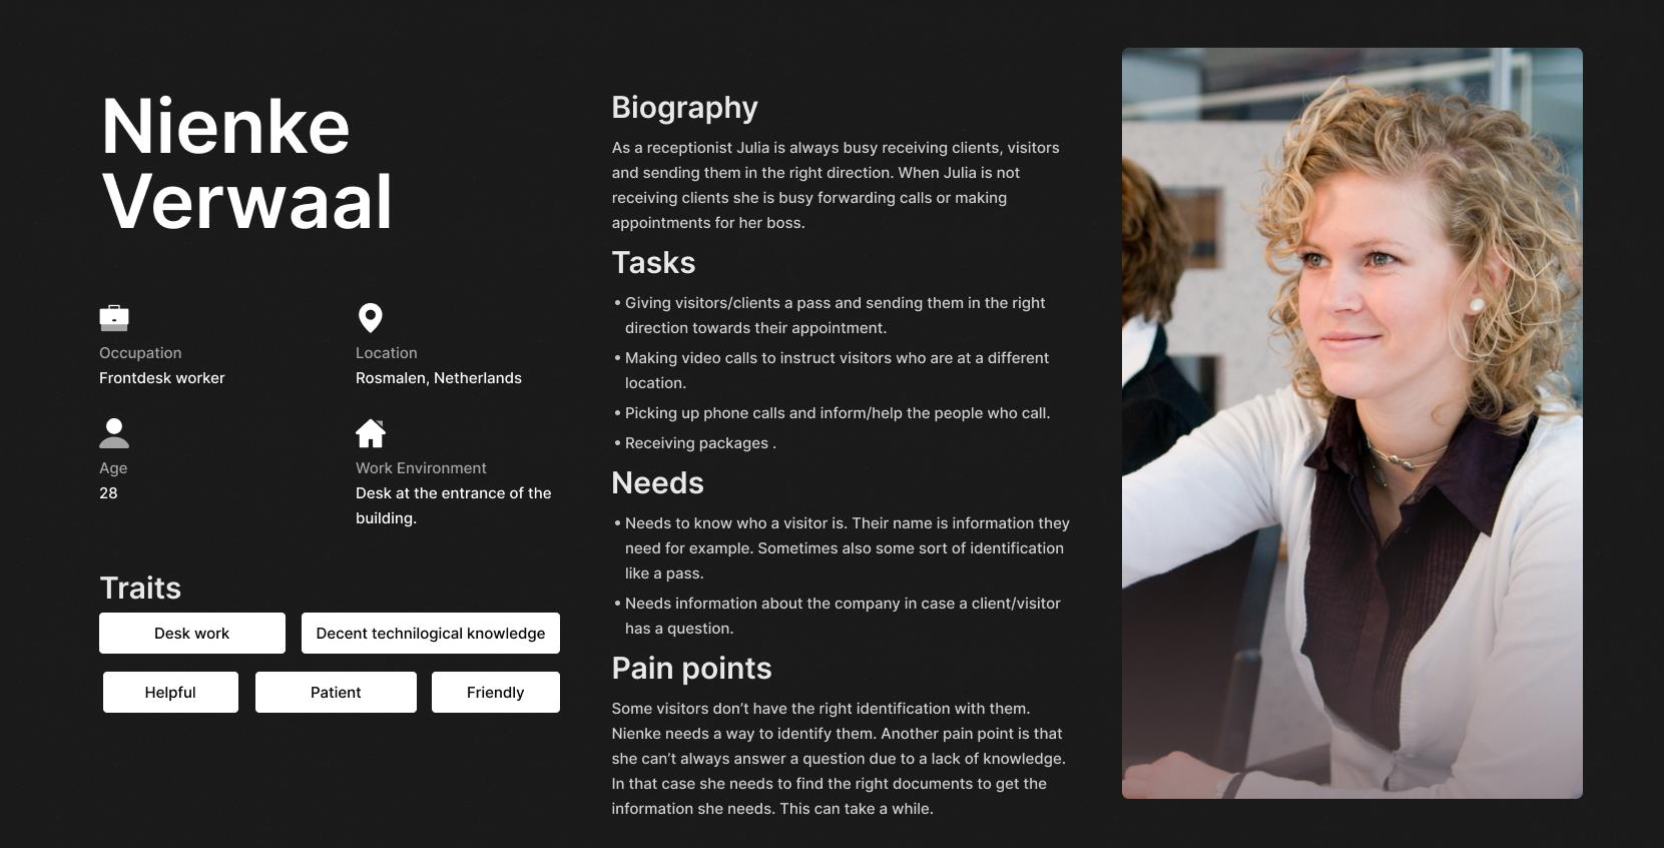 Nienke
Verwaal
Occupation
Frontdesk worker
Location
Rosmalen, Netherlands
Age
28
Work Environment
Desk at the entrance of the
building.
Traits
Desk work
Decent technilogical knowledge
Helpful
Patient
Friendly
Biography
As a receptionist Julia is always busy receiving clients, visitors
and sending them in the right direction. When Julia is not
receiving clients she is busy forwarding calls or making
appointments for her boss.
Tasks
• Giving visitors/clients a pass and sending them in the right
direction towards their appointment.
• Making video calls to instruct visitors who are at a different
location.
• Picking up phone calls and inform/help the people who call.
• Receiving packages .
Needs
• Needs to know who a visitor is. Their name is information they
need for example. Sometimes also some sort of identification
like a pass.
• Needs information about the company in case a client/visitor
has a question.
Pain points
Some visitors don’t have the right identification with them.
Nienke needs a way to identify them. Another pain point is that
she can’t always answer a question due to a lack of knowledge.
In that case she needs to find the right documents to get the
information she needs. This can take a while.